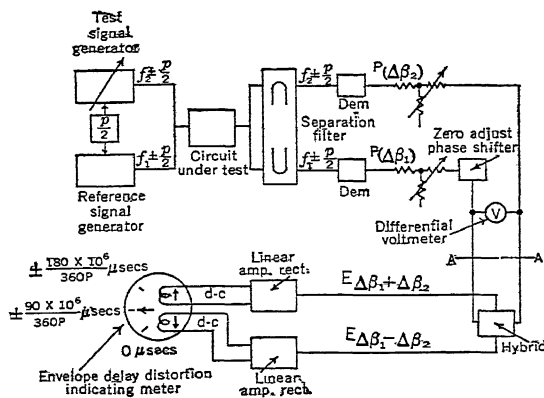 Test
signal
generator
f₂ ± p/2
f₂ ± p/2
P(Δβ₂)
Dem
Separation
filter
p/2
Circuit
under test
f₁ ± p/2
f₁ ± p/2
P(Δβ₁)
Dem
Zero adjust
phase shifter
Reference
signal
generator
Differential
voltmeter
V
A
A
± 180 X 10⁶/360P μsecs
± 90 X 10⁶/360P μsecs
Linear
amp. rect.
d-c
E Δβ₁+Δβ₂
d-c
E Δβ₁-Δβ₂
Hybrid
0 μsecs
Envelope delay distortion
indicating meter
Linear
amp. rect.